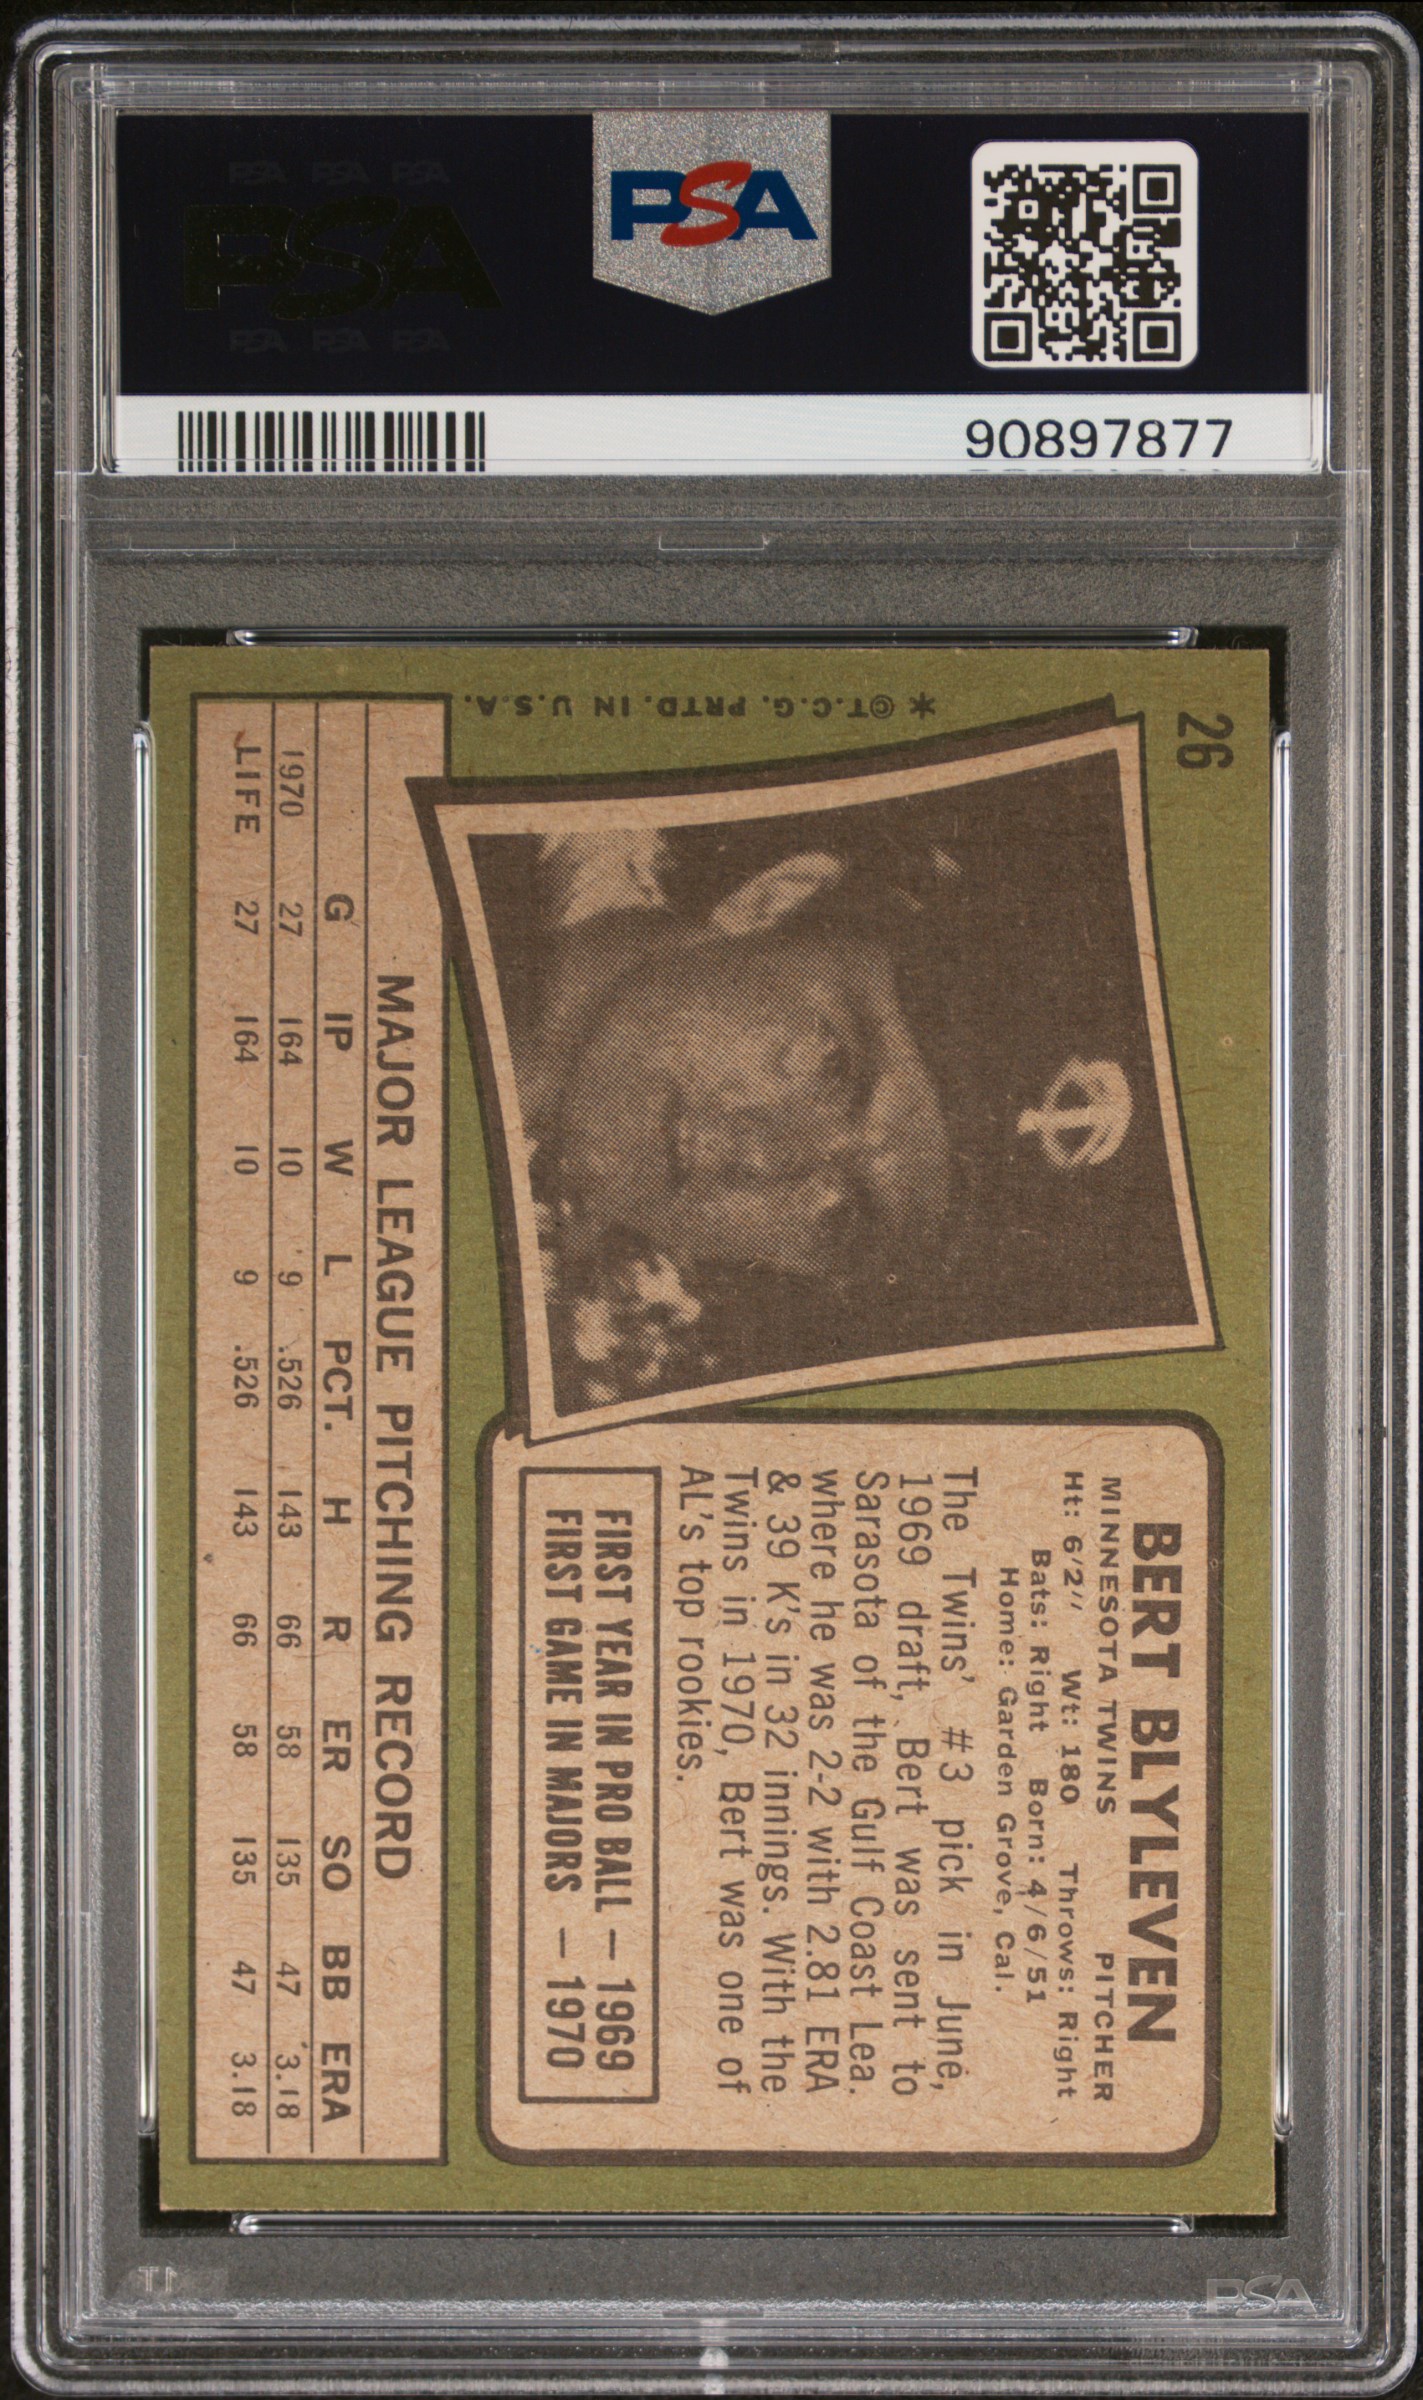 PSA PSA PSA
PSA
PSA PSA PSA
PSA
90897877
26
* © T.C.G. PRTD. IN U.S.A.
BERT BLYLEVEN
MINNESOTA TWINS PITCHER
Ht: 6'2" Wt: 180 Throws: Right
Bats: Right Born: 4/6/51
Home: Garden Grove, Cal.
The Twins' #3 pick in June,
1969 draft, Bert was sent to
Sarasota of the Gulf Coast Lea.
where he was 2-2 with 2.81 ERA
& 39 K's in 32 innings. With the
Twins in 1970, Bert was one of
AL's top rookies.
FIRST YEAR IN PRO BALL — 1969
FIRST GAME IN MAJORS — 1970
MAJOR LEAGUE PITCHING RECORD
G IP W L PCT. H R ER SO BB ERA
1970 27 164 10 9 .526 143 66 58 135 47 3.18
LIFE 27 164 10 9 .526 143 66 58 135 47 3.18
PSA